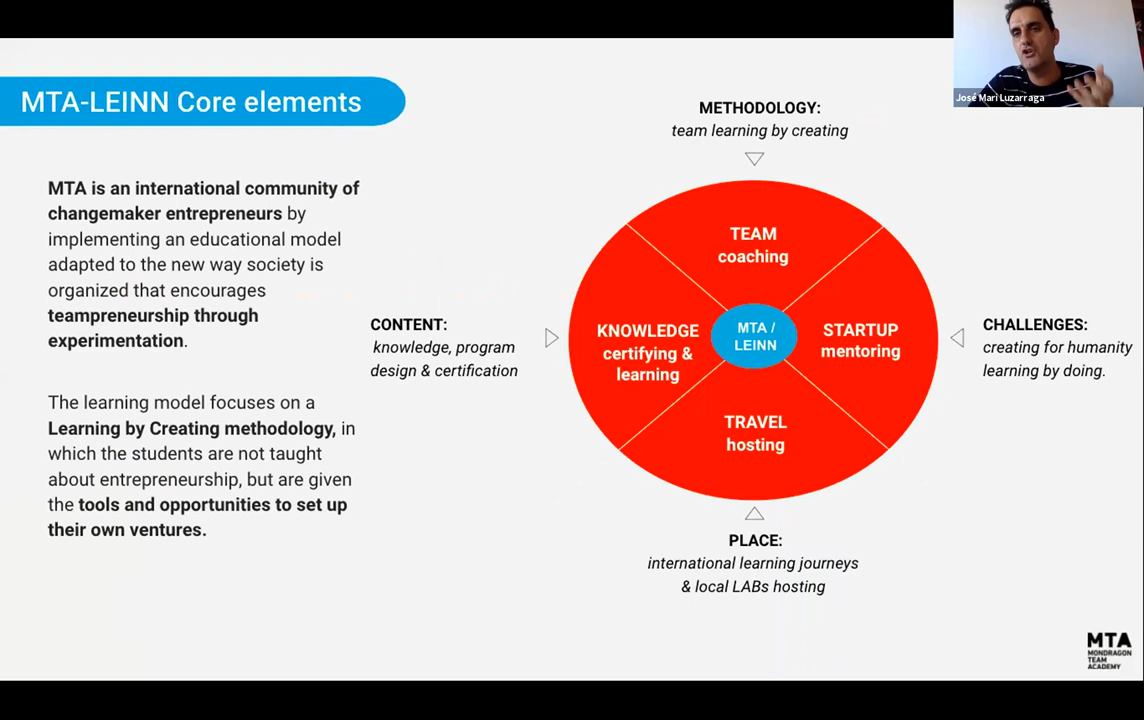 José Mari Luzarraga
MTA-LEINN Core elements
MTA is an international community of
changemaker entrepreneurs by
implementing an educational model
adapted to the new way society is
organized that encourages
teampreneurship through
experimentation.
The learning model focuses on a
Learning by Creating methodology, in
which the students are not taught
about entrepreneurship, but are given
the tools and opportunities to set up
their own ventures.
METHODOLOGY:
team learning by creating
TEAM
coaching
CONTENT:
knowledge, program
design & certification
KNOWLEDGE
certifying &
learning
MTA /
LEINN
STARTUP
mentoring
CHALLENGES:
creating for humanity
learning by doing.
TRAVEL
hosting
PLACE:
international learning journeys
& local LABs hosting
MTA
MONDRAGON
TEAM
ACADEMY